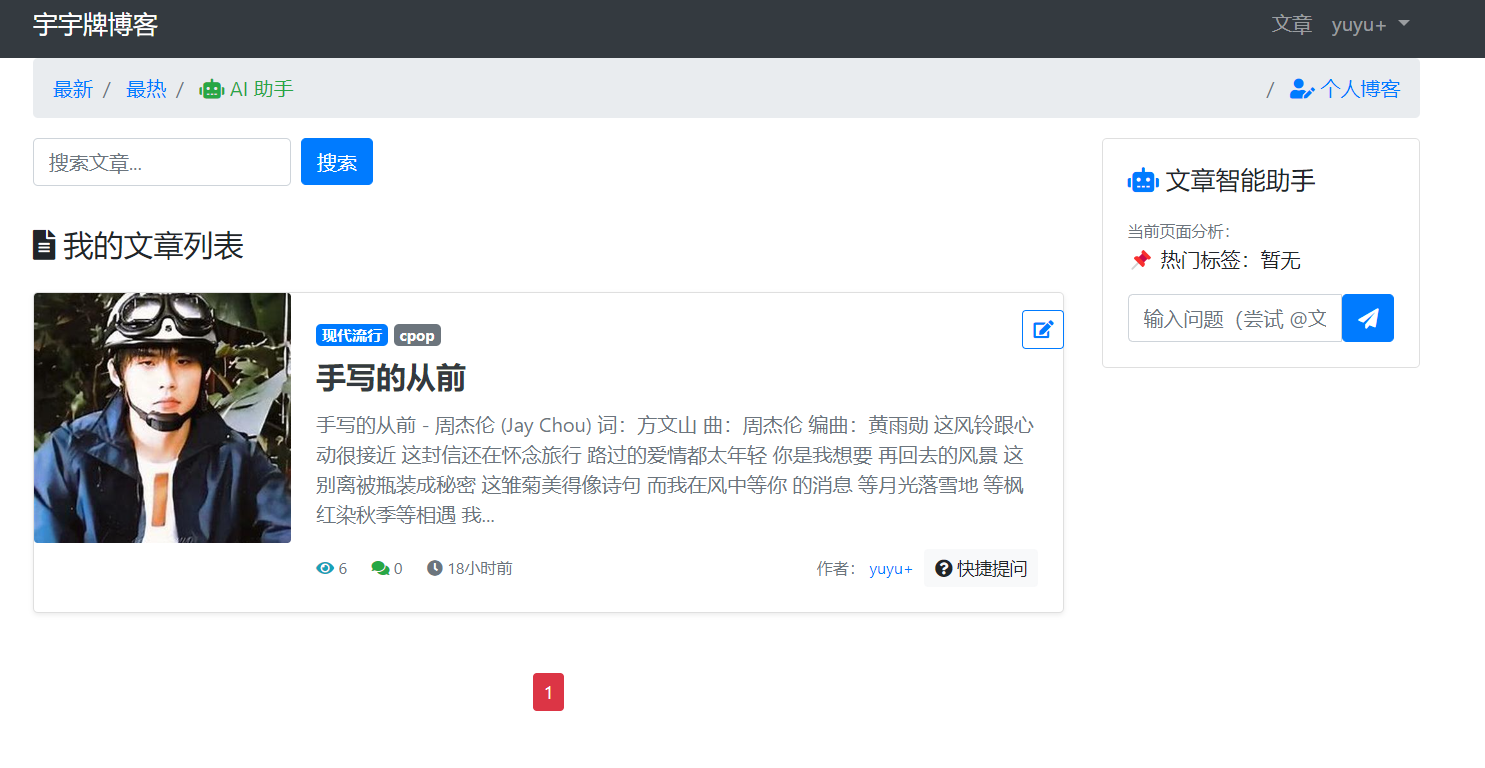 宇宇牌博客
文章 yuyu+
最新 / 最热 / AI 助手
/ 个人博客
搜索文章...
搜索
我的文章列表
现代流行 cpop
手写的从前
手写的从前 - 周杰伦 (Jay Chou) 词：方文山 曲：周杰伦 编曲：黄雨勋 这风铃跟心
动很接近 这封信还在怀念旅行 路过的爱情都太年轻 你是我想要 再回去的风景 这
别离被瓶装成秘密 这雏菊美得像诗句 而我在风中等你 的消息 等月光落雪地 等枫
红染秋季等相遇 我...
6 0 18小时前
作者： yuyu+ 快捷提问
1
文章智能助手
当前页面分析：
热门标签：暂无
输入问题（尝试 @文